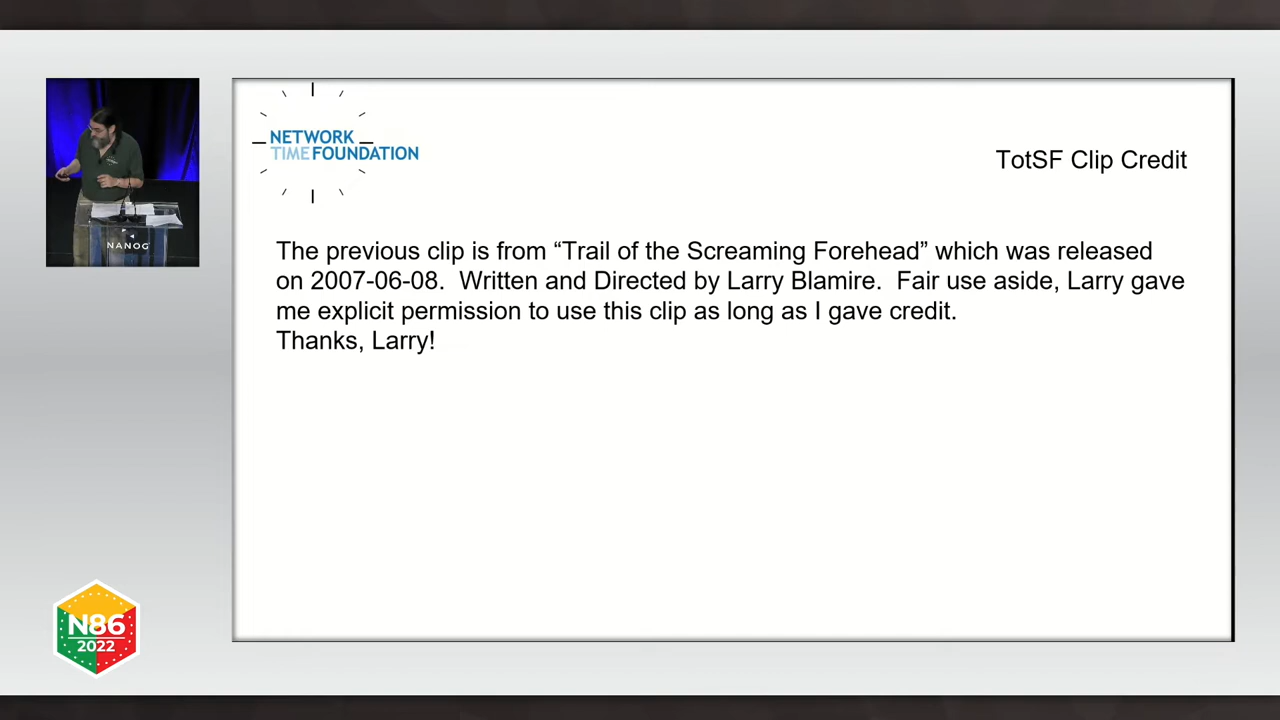 NETWORK
TIME FOUNDATION
TotSF Clip Credit
The previous clip is from “Trail of the Screaming Forehead” which was released
on 2007-06-08.  Written and Directed by Larry Blamire.  Fair use aside, Larry gave
me explicit permission to use this clip as long as I gave credit.
Thanks, Larry!
NANOG
N86
2022